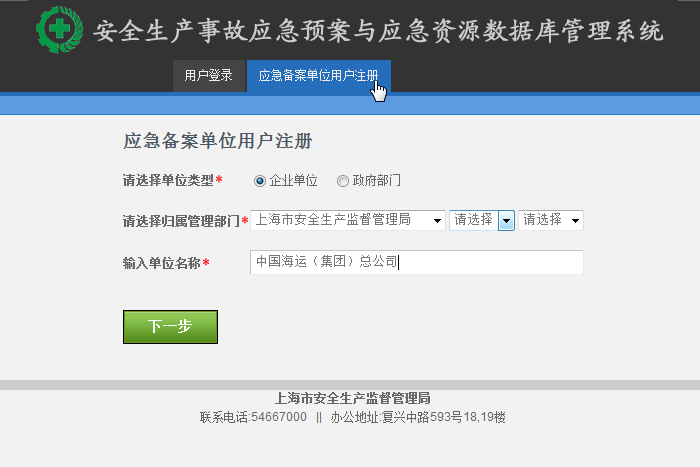 安全生产事故应急预案与应急资源数据库管理系统
用户登录 应急备案单位用户注册
应急备案单位用户注册
请选择单位类型* 企业单位 政府部门
请选择归属管理部门* 上海市安全生产监督管理局 请选择 请选择
输入单位名称* 中国海运（集团）总公司
下一步
上海市安全生产监督管理局
联系电话:54667000 || 办公地址:复兴中路593号18,19楼